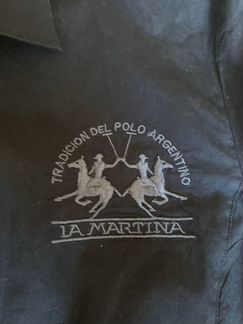 TRADICION DEL POLO ARGENTINO
LA MARTINA